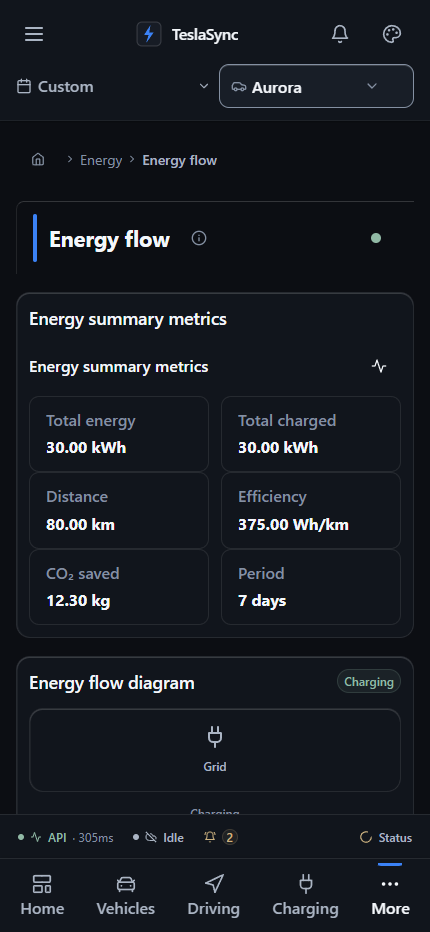 TeslaSync
Custom
Aurora
Energy
Energy flow
Energy flow
Energy summary metrics
Energy summary metrics
Total energy
30.00 kWh
Total charged
30.00 kWh
Distance
80.00 km
Efficiency
375.00 Wh/km
CO₂ saved
12.30 kg
Period
7 days
Energy flow diagram
Charging
Grid
Charging
API · 305ms
Idle
2
Status
Home
Vehicles
Driving
Charging
More